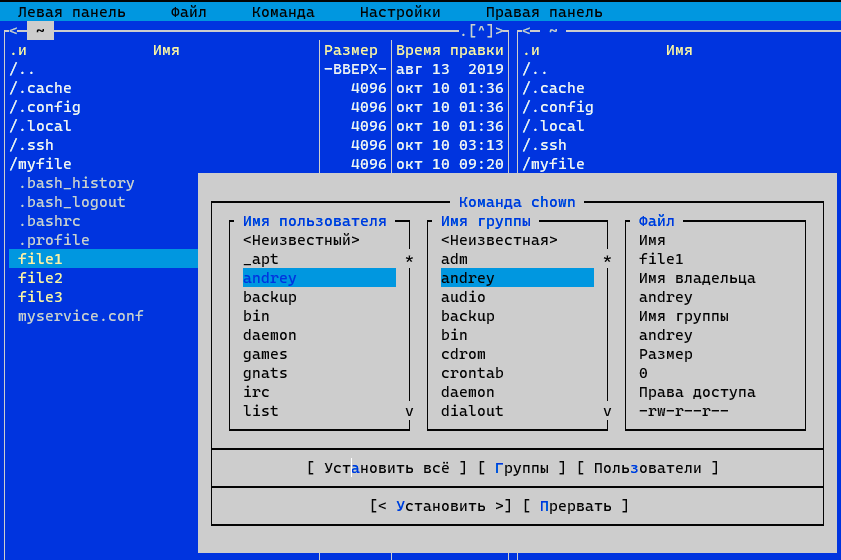 Левая панель Файл Команда Настройки Правая панель
<─ ~ .[^]> <─ ~
.и Имя Размер Время правки .и Имя
/.. -ВВЕРХ- авг 13 2019 /..
/.cache 4096 окт 10 01:36 /.cache
/.config 4096 окт 10 01:36 /.config
/.local 4096 окт 10 01:36 /.local
/.ssh 4096 окт 10 03:13 /.ssh
/myfile 4096 окт 10 09:20 /myfile
.bash_history
.bash_logout
.bashrc
.profile
file1
file2
file3
myservice.conf
Команда chown
Имя пользователя Имя группы Файл
<Неизвестный> <Неизвестная> Имя
_apt * adm * file1
andrey andrey Имя владельца
backup audio andrey
bin backup Имя группы
daemon bin andrey
games cdrom Размер
gnats crontab 0
irc daemon Права доступа
list v dialout v -rw-r--r--
[ Установить всё ] [ Группы ] [ Пользователи ]
[< Установить >] [ Прервать ]